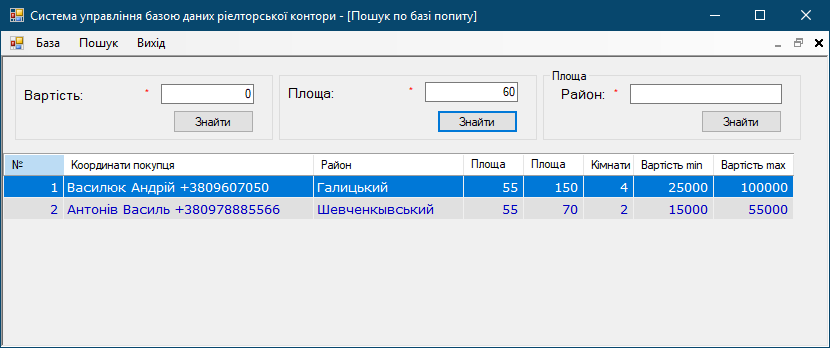 Система управління базою даних ріелторської контори - [Пошук по базі попиту]
База Пошук Вихід
Вартість: * 0
Знайти
Площа: * 60
Знайти
Площа
Район: *
Знайти
№ Координати покупця Район Площа Площа Кімнати Вартість min Вартість max
1 Василюк Андрій +3809607050 Галицький 55 150 4 25000 100000
2 Антонів Василь +380978885566 Шевченкывський 55 70 2 15000 55000